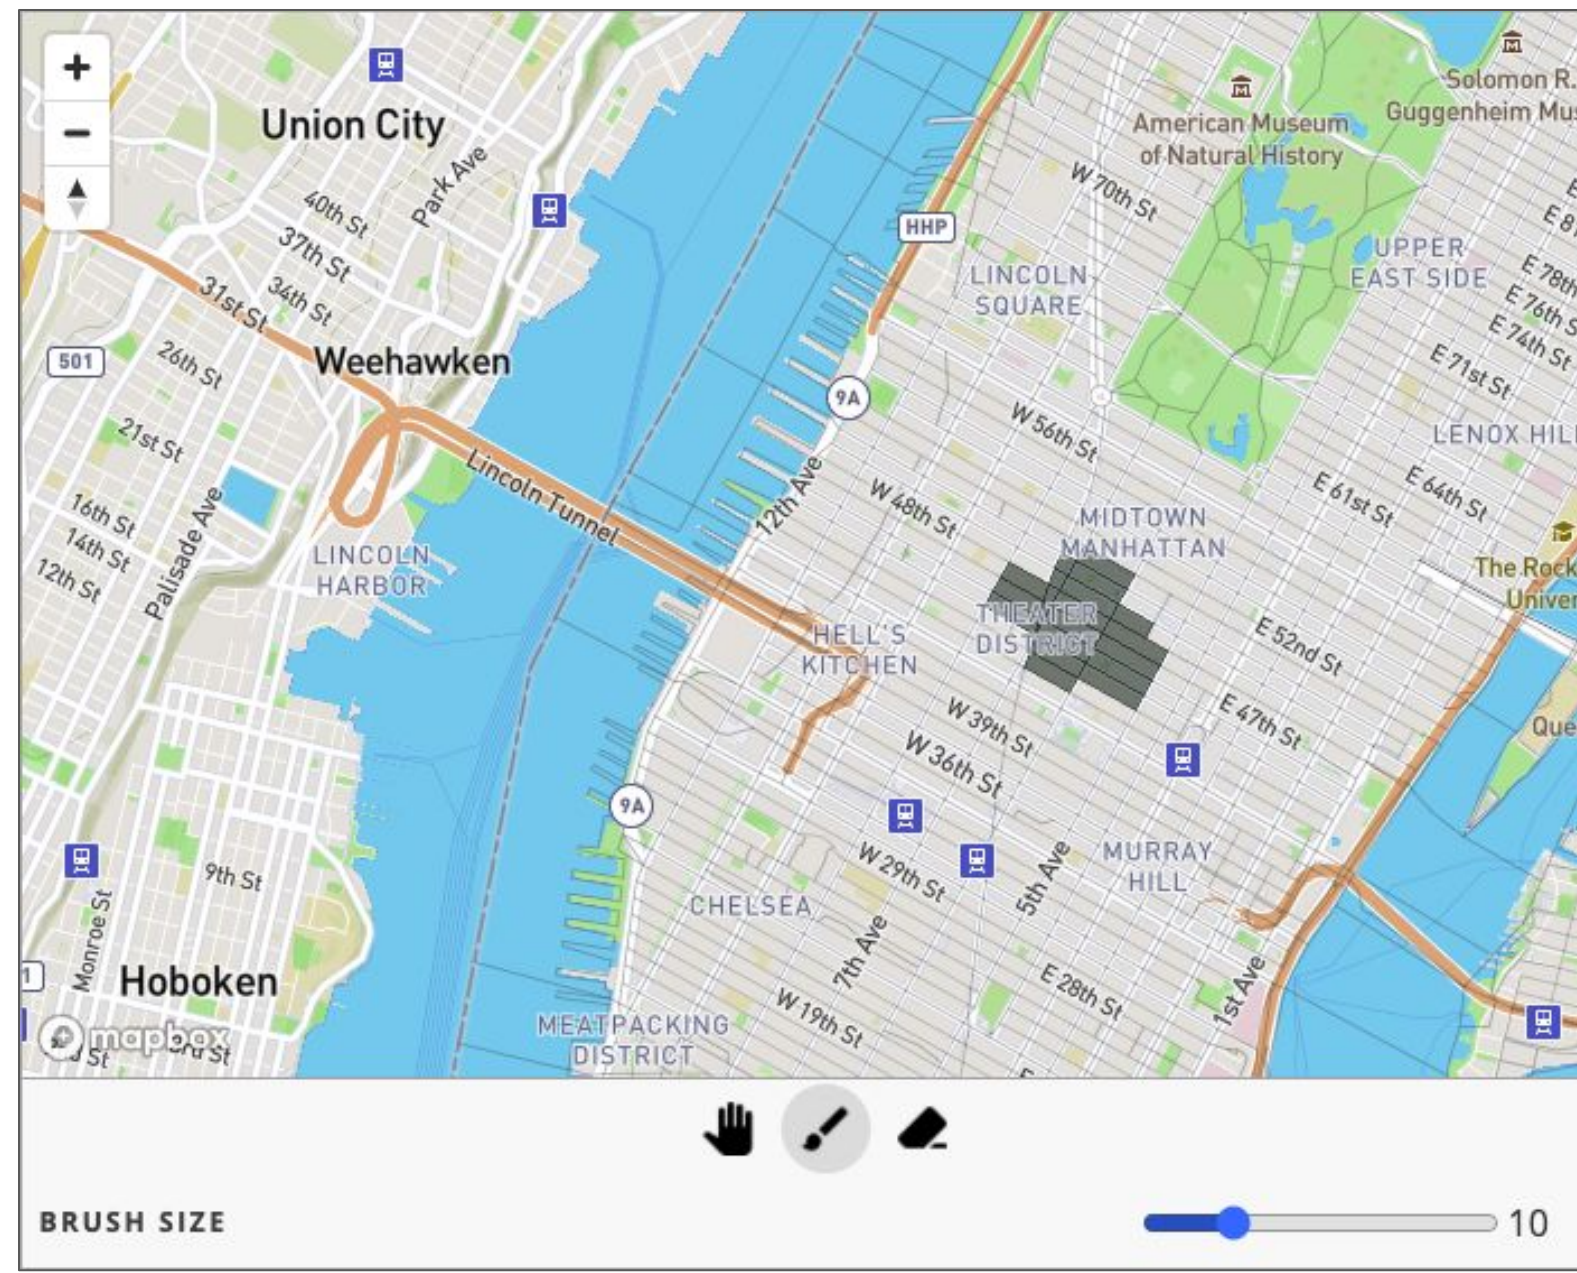 +
−
Union City
Park Ave
40th St
37th St
34th St
31st St
Weehawken
501
26th St
21st St
16th St
14th St
12th St
Palisade Ave
LINCOLN
HARBOR
Lincoln Tunnel
HHP
9A
12th Ave
W 70th St
American Museum
of Natural History
Solomon R.
Guggenheim Mus
LINCOLN
SQUARE
UPPER
EAST SIDE
E 81
E 78th
E 76th S
E 74th St
E 71st St
LENOX HILL
E 64th St
E 61st St
W 56th St
W 48th St
MIDTOWN
MANHATTAN
The Rock
Univer
THEATER
DISTRICT
E 52nd St
HELL'S
KITCHEN
W 39th St
W 36th St
E 47th St
Que
9A
9th St
Monroe St
Hoboken
1
mapbox
3rd St
W 29th St
CHELSEA
7th Ave
5th Ave
MURRAY
HILL
E 28th St
1st Ave
W 19th St
MEATPACKING
DISTRICT
BRUSH SIZE
10